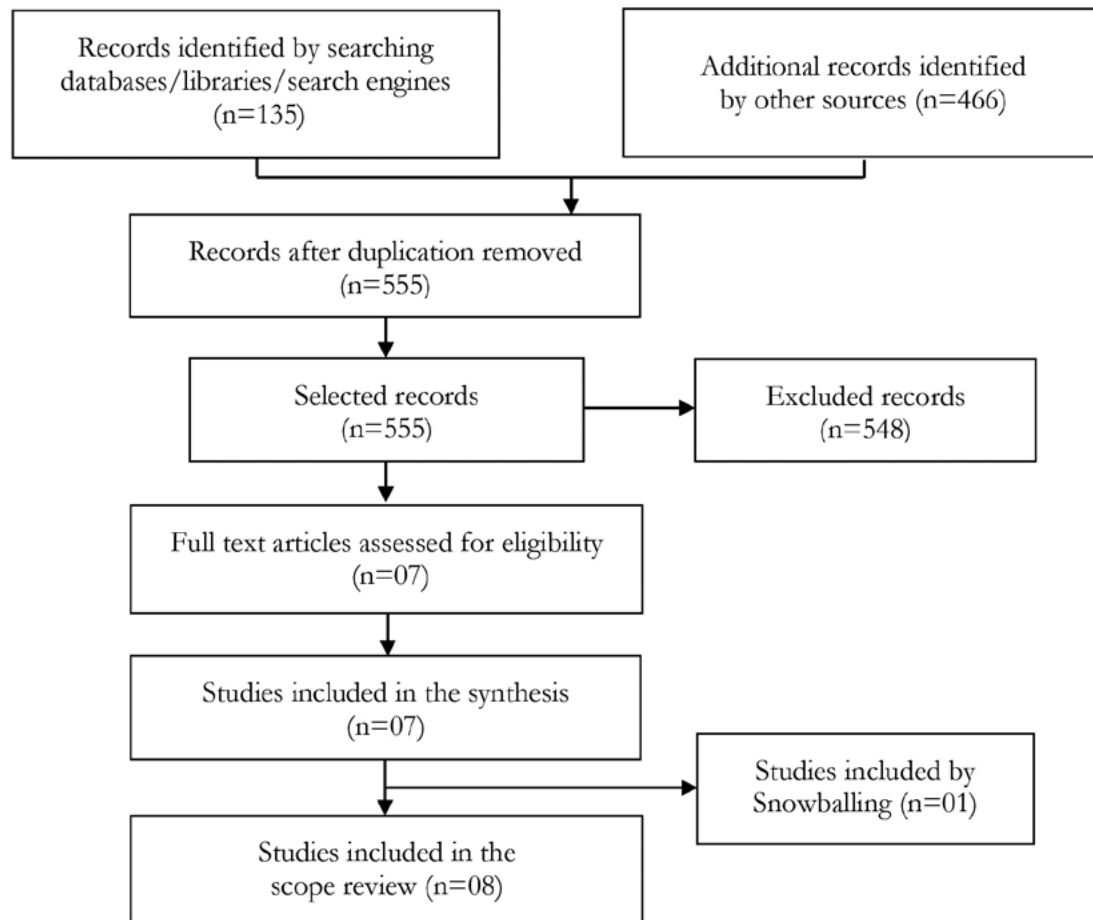 Records identified by searching
databases/libraries/search engines
(n=135)
Additional records identified
by other sources (n=466)
Records after duplication removed
(n=555)
Selected records
(n=555)
Excluded records
(n=548)
Full text articles assessed for eligibility
(n=07)
Studies included in the synthesis
(n=07)
Studies included by
Snowballing (n=01)
Studies included in the
scope review (n=08)